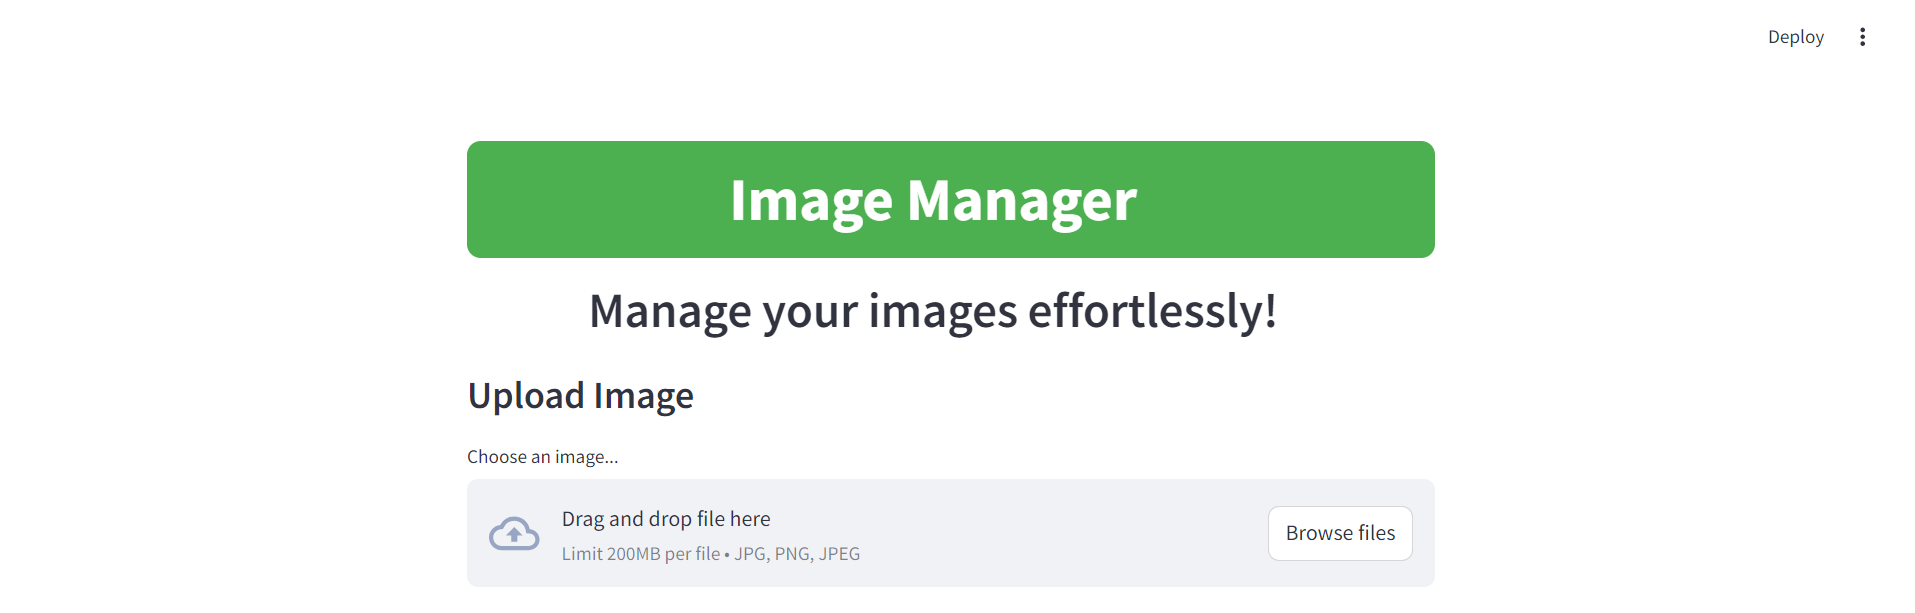 Deploy
Image Manager
Manage your images effortlessly!
Upload Image
Choose an image...
Drag and drop file here
Limit 200MB per file • JPG, PNG, JPEG
Browse files